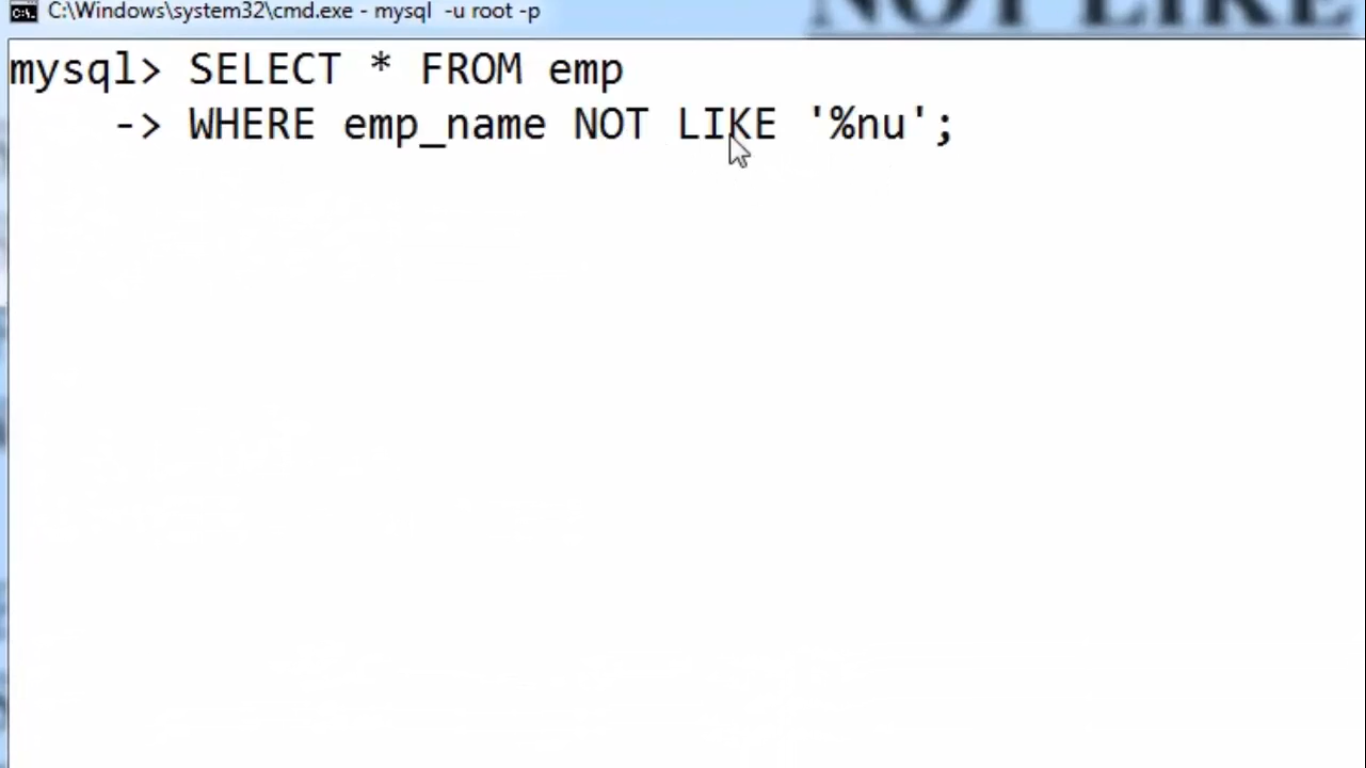 C:\Windows\system32\cmd.exe - mysql -u root -p
NOT LIKE
mysql> SELECT * FROM emp
-> WHERE emp_name NOT LIKE '%nu';